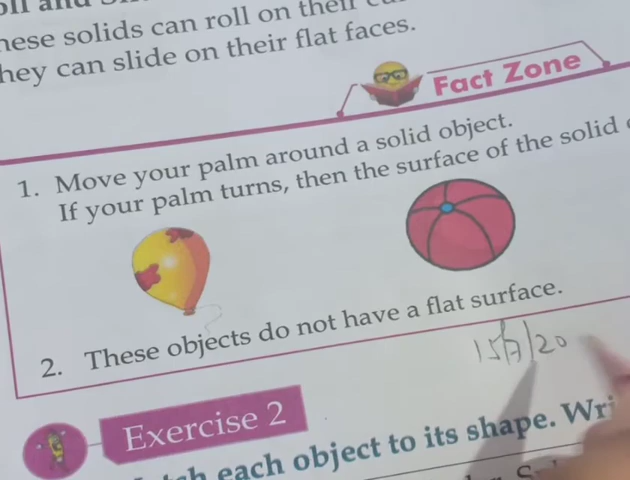 these solids can roll on their
they can slide on their flat faces.
Fact Zone
1. Move your palm around a solid object.
If your palm turns, then the surface of the solid
2. These objects do not have a flat surface.
15/7/20
Exercise 2
each object to its shape.